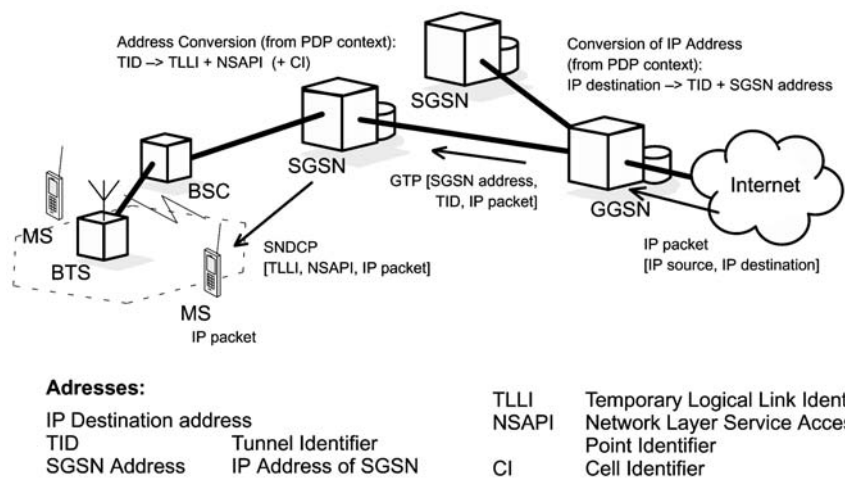 Address Conversion (from PDP context):
TID –> TLLI + NSAPI (+ CI)
Conversion of IP Address
(from PDP context):
IP destination –> TID + SGSN address
SGSN
SGSN
BSC
GTP [SGSN address,
TID, IP packet]
GGSN
Internet
MS
BTS
SNDCP
[TLLI, NSAPI, IP packet]
IP packet
[IP source, IP destination]
MS
IP packet
Adresses:
IP Destination address
TID Tunnel Identifier
SGSN Address IP Address of SGSN
TLLI Temporary Logical Link Ident
NSAPI Network Layer Service Acces
Point Identifier
CI Cell Identifier